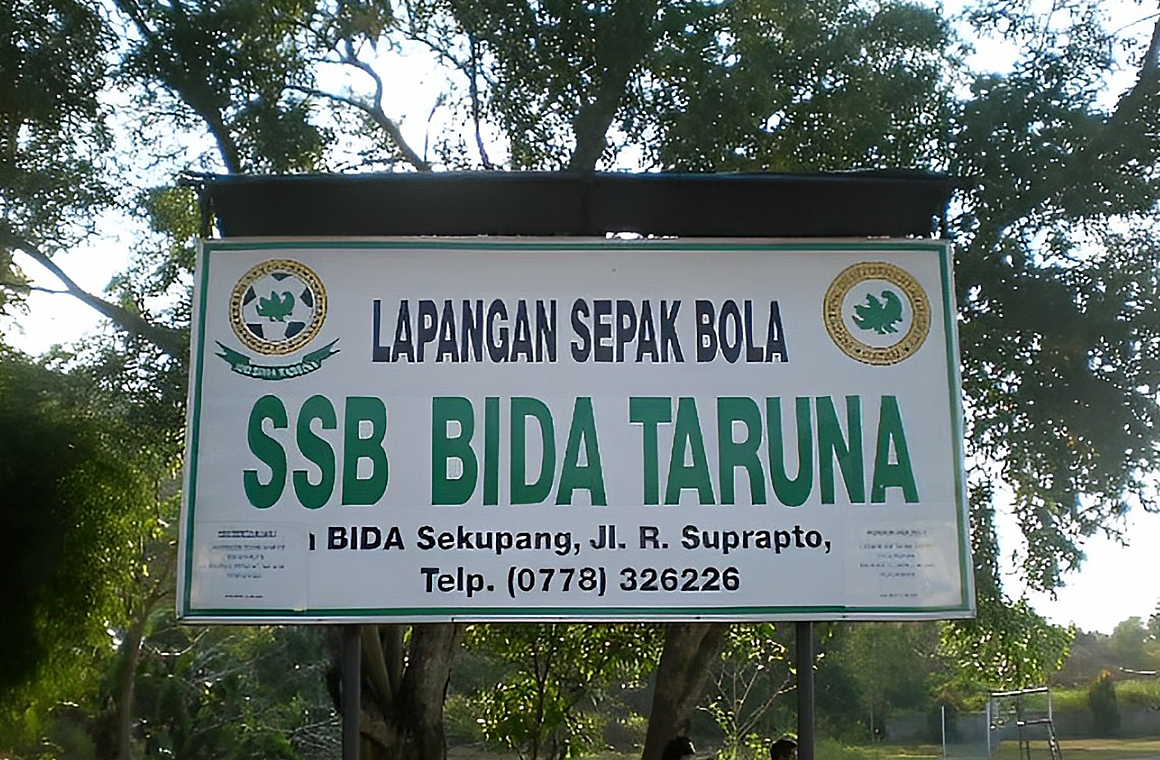 LAPANGAN SEPAK BOLA
SSB BIDA TARUNA
BIDA Sekupang, Jl. R. Suprapto,
Telp. (0778) 326226